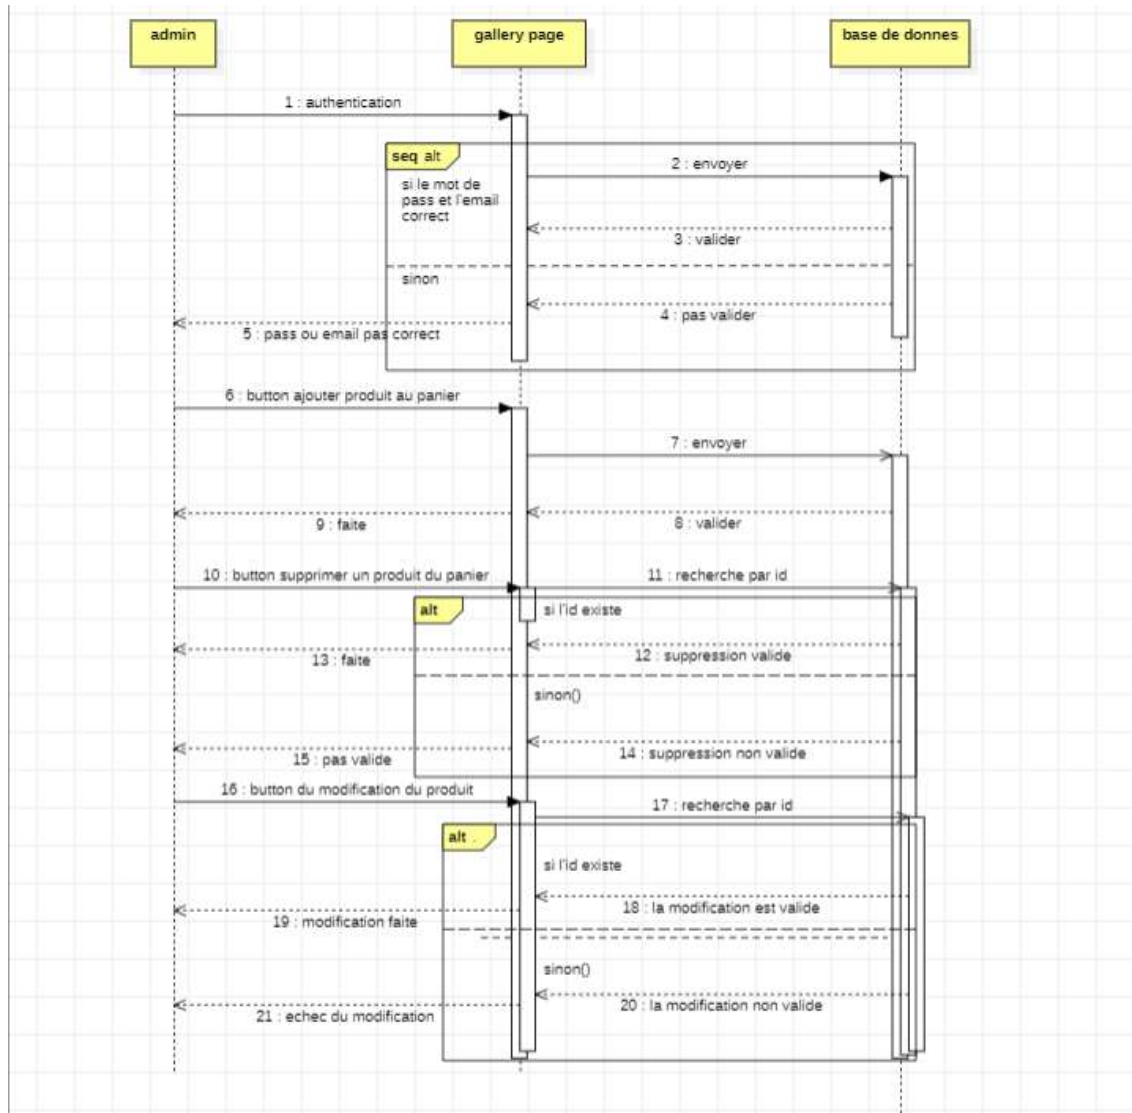 admin
gallery page
base de donnes
1 : authentication
seq alt
2 : envoyer
si le mot de
pass et l'email
correct
3 : valider
sinon
4 : pas valider
5 : pass ou email pas correct
6 : button ajouter produit au panier
7 : envoyer
9 : faite
8 : valider
10 : button supprimer un produit du panier
11 : recherche par id
alt
si l'id existe
13 : faite
12 : suppression valide
sinon()
15 : pas valide
14 : suppression non valide
16 : button du modification du produit
17 : recherche par id
alt .
si l'id existe
19 : modification faite
18 : la modification est valide
sinon()
21 : echec du modification
20 : la modification non valide